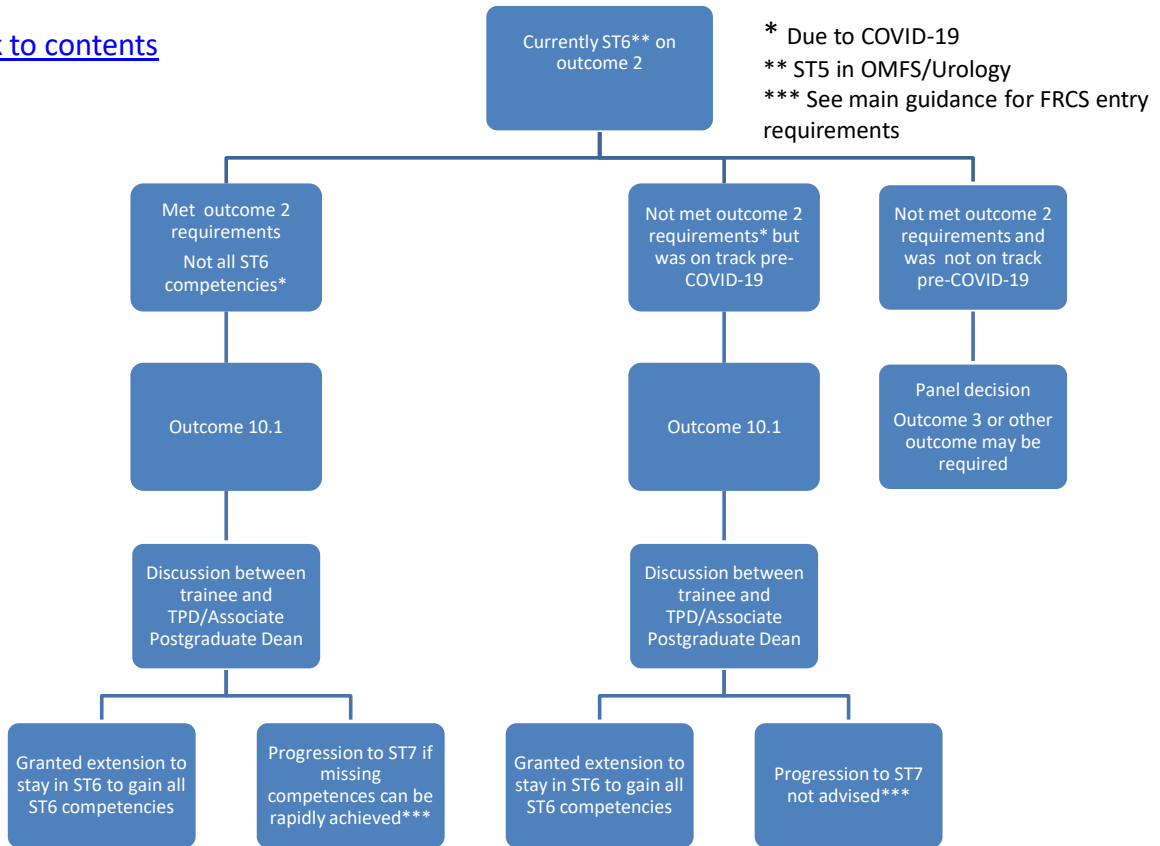 to contents
Currently ST6** on
outcome 2
* Due to COVID-19
** ST5 in OMFS/Urology
*** See main guidance for FRCS entry
requirements
Met outcome 2
requirements
Not all ST6
competencies*
Not met outcome 2
requirements* but
was on track pre-
COVID-19
Not met outcome 2
requirements and
was not on track
pre-COVID-19
Outcome 10.1
Outcome 10.1
Panel decision
Outcome 3 or other
outcome may be
required
Discussion between
trainee and
TPD/Associate
Postgraduate Dean
Discussion between
trainee and
TPD/Associate
Postgraduate Dean
Granted extension to
stay in ST6 to gain all
ST6 competencies
Progression to ST7 if
missing
competences can be
rapidly achieved***
Granted extension to
stay in ST6 to gain all
ST6 competencies
Progression to ST7
not advised***